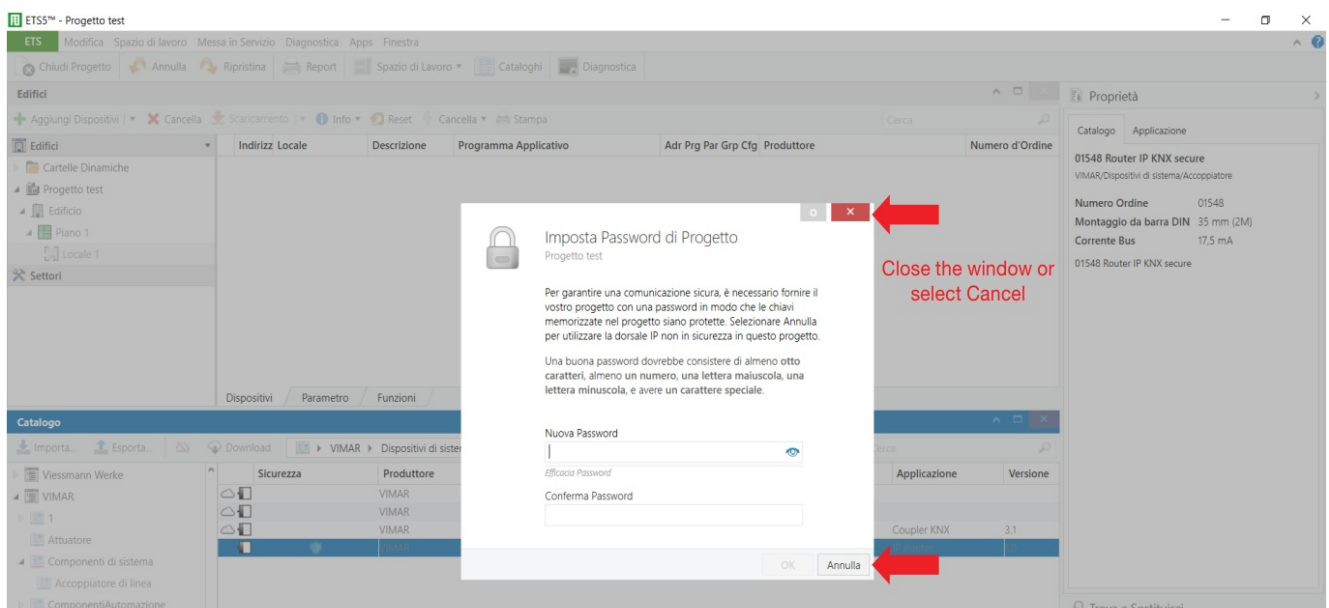 ETS5™ - Progetto test
ETS Modifica Spazio di lavoro Messa in Servizio Diagnostica Apps Finestra
Chiudi Progetto Annulla Ripristina Report Spazio di Lavoro Cataloghi Diagnostica
Edifici
Aggiungi Dispositivi Cancella Scaricamento Info Reset Cancella Stampa Cerca
Edifici
Indirizz Locale Descrizione Programma Applicativo Adr Prg Par Grp Cfg Produttore Numero d'Ordine
Cartelle Dinamiche
Progetto test
Edificio
Piano 1
Locale 1
Settori
Dispositivi Parametro Funzioni
Proprietà
Catalogo Applicazione
01548 Router IP KNX secure
VIMAR/Dispositivi di sistema/Accoppiatore
Numero Ordine 01548
Montaggio da barra DIN 35 mm (2M)
Corrente Bus 17,5 mA
01548 Router IP KNX secure
Imposta Password di Progetto
Progetto test
Per garantire una comunicazione sicura, è necessario fornire il
vostro progetto con una password in modo che le chiavi
memorizzate nel progetto siano protette. Selezionare Annulla
per utilizzare la dorsale IP non in sicurezza in questo progetto.
Una buona password dovrebbe consistere di almeno otto
caratteri, almeno un numero, una lettera maiuscola, una
lettera minuscola, e avere un carattere speciale.
Nuova Password
Efficacia Password
Conferma Password
OK Annulla
Close the window or
select Cancel
Catalogo
Importa... Esporta... Download VIMAR Dispositivi di Cerca
Sicurezza Produttore Applicazione Versione
Viessmann Werke
VIMAR
1
Attuatore
Componenti di sistema
Accoppiatore di linea
ComponentiAutomazione
VIMAR
VIMAR
VIMAR Coupler KNX 3.1
VIMAR
Trova e Sostituisci